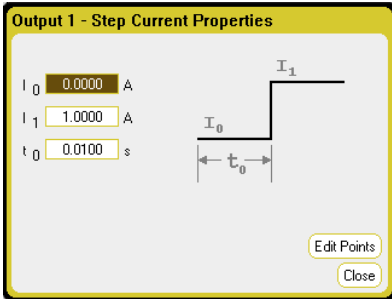 Output 1 - Step Current Properties
I 0 0.0000 A
I 1 1.0000 A
t 0 0.0100 s
I1
I0
t0
Edit Points
Close